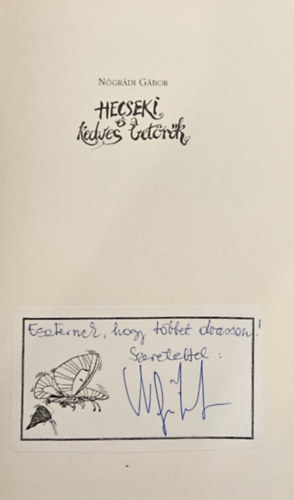 NÓGRÁDI GÁBOR
HECSEKI
és a
kedves betörők
Eszternek, hogy többet olvasson!
Szeretettel: